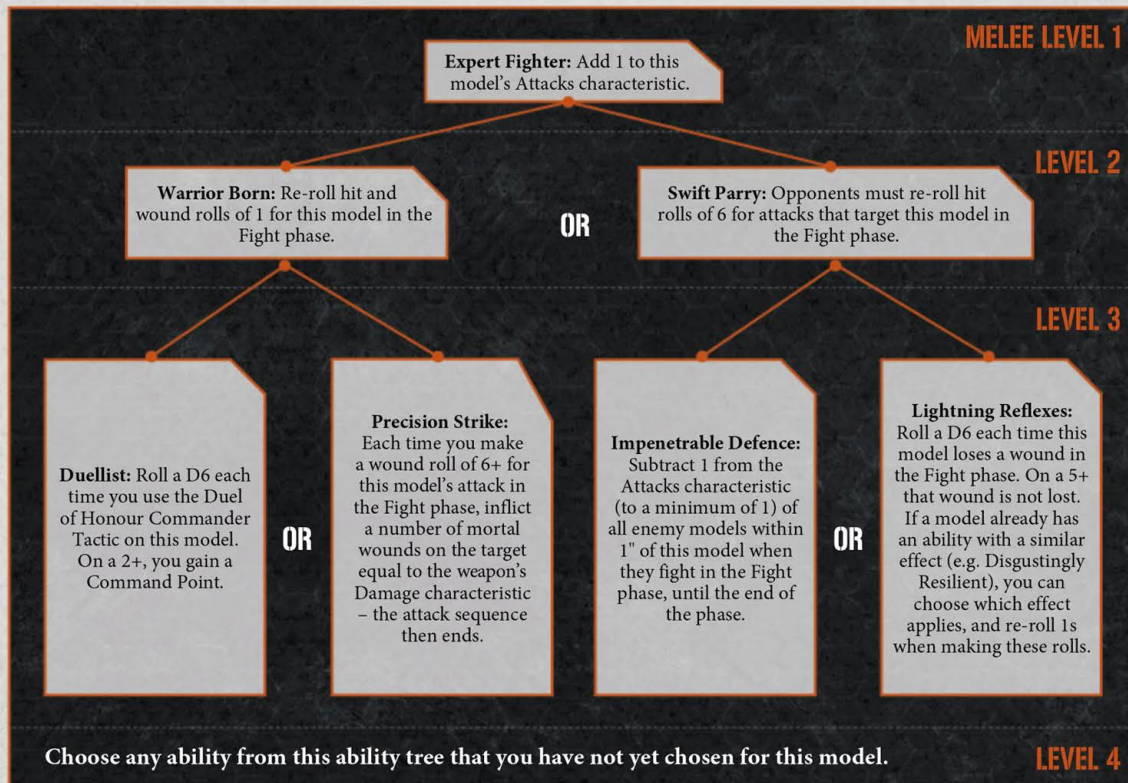 MELEE LEVEL 1
Expert Fighter: Add 1 to this
model's Attacks characteristic.
LEVEL 2
Warrior Born: Re-roll hit and
wound rolls of 1 for this model in the
Fight phase.
OR
Swift Parry: Opponents must re-roll hit
rolls of 6 for attacks that target this model in
the Fight phase.
LEVEL 3
Duellist: Roll a D6 each
time you use the Duel
of Honour Commander
Tactic on this model.
On a 2+, you gain a
Command Point.
OR
Precision Strike:
Each time you make
a wound roll of 6+ for
this model's attack in
the Fight phase, inflict
a number of mortal
wounds on the target
equal to the weapon's
Damage characteristic
– the attack sequence
then ends.
Impenetrable Defence:
Subtract 1 from the
Attacks characteristic
(to a minimum of 1) of
all enemy models within
1" of this model when
they fight in the Fight
phase, until the end of
the phase.
OR
Lightning Reflexes:
Roll a D6 each time this
model loses a wound in
the Fight phase. On a 5+
that wound is not lost.
If a model already has
an ability with a similar
effect (e.g. Disgustingly
Resilient), you can
choose which effect
applies, and re-roll 1s
when making these rolls.
Choose any ability from this ability tree that you have not yet chosen for this model.
LEVEL 4